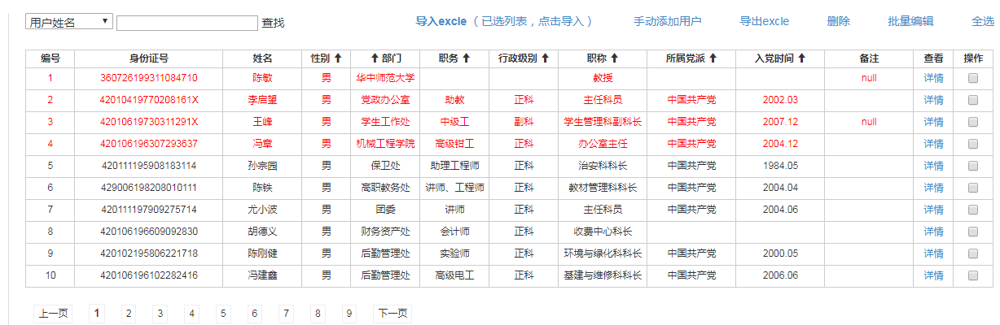 用户姓名 查找 导入excle（已选列表，点击导入） 手动添加用户 导出excle 删除 批量编辑 全选
编号 身份证号 姓名 性别 部门 职务 行政级别 职称 所属党派 入党时间 备注 查看 操作
1 360726199311084710 陈敏 男 华中师范大学 教授 null 详情
2 42010419770208161X 李启望 男 党政办公室 助教 正科 主任科员 中国共产党 2002.03 详情
3 42010619730311291X 王峰 男 学生工作处 中级工 副科 学生管理科副科长 中国共产党 2007.12 null 详情
4 420106196307293637 冯章 男 机械工程学院 高级钳工 正科 办公室主任 中国共产党 2004.12 详情
5 420111195908183114 孙宗园 男 保卫处 助理工程师 正科 治安科科长 中国共产党 1984.05 详情
6 429006198208010111 陈铁 男 高职教务处 讲师、工程师 正科 教材管理科科长 中国共产党 2004.04 详情
7 420111197909275714 尤小波 男 团委 讲师 正科 主任科员 中国共产党 2004.06 详情
8 420106196609092830 胡德义 男 财务资产处 会计师 正科 收费中心科长 详情
9 420102195806221718 陈刚健 男 后勤管理处 实验师 正科 环境与绿化科科长 中国共产党 2000.05 详情
10 420106196102282416 冯建鑫 男 后勤管理处 高级电工 正科 基建与维修科科长 中国共产党 2006.06 详情
上一页 1 2 3 4 5 6 7 8 9 下一页